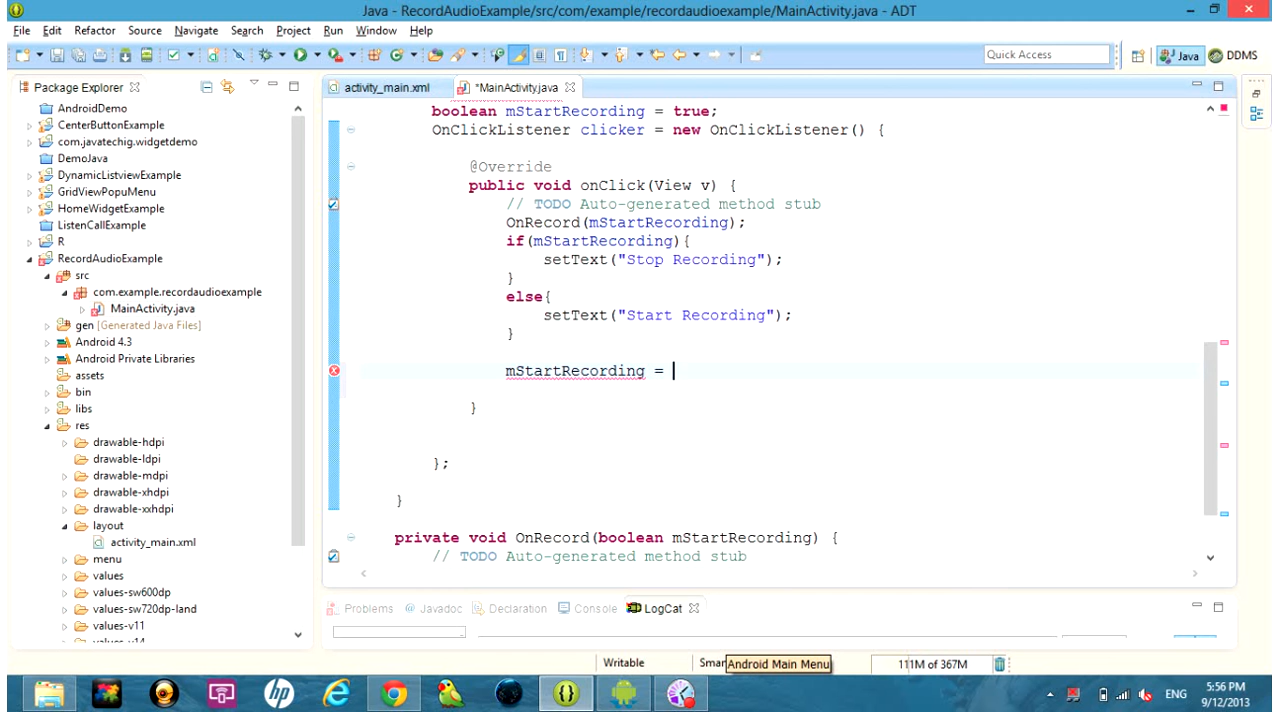 Java - RecordAudioExample/src/com/example/recordaudioexample/MainActivity.java - ADT
File Edit Refactor Source Navigate Search Project Run Window Help
Quick Access
Java
DDMS
Package Explorer
AndroidDemo
CenterButtonExample
com.javatechig.widgetdemo
DemoJava
DynamicListviewExample
GridViewPopuMenu
HomeWidgetExample
ListenCallExample
R
RecordAudioExample
src
com.example.recordaudioexample
MainActivity.java
gen [Generated Java Files]
Android 4.3
Android Private Libraries
assets
bin
libs
res
drawable-hdpi
drawable-ldpi
drawable-mdpi
drawable-xhdpi
drawable-xxhdpi
layout
activity_main.xml
menu
values
values-sw600dp
values-sw720dp-land
values-v11
values-v14
activity_main.xml
*MainActivity.java
boolean mStartRecording = true;
OnClickListener clicker = new OnClickListener() {
@Override
public void onClick(View v) {
// TODO Auto-generated method stub
OnRecord(mStartRecording);
if(mStartRecording){
setText("Stop Recording");
}
else{
setText("Start Recording");
}
mStartRecording =
}
};
}
private void OnRecord(boolean mStartRecording) {
// TODO Auto-generated method stub
Problems @ Javadoc Declaration Console LogCat
Writable
Smar
Android Main Menu
111M of 367M
hp
ENG
5:56 PM
9/12/2013